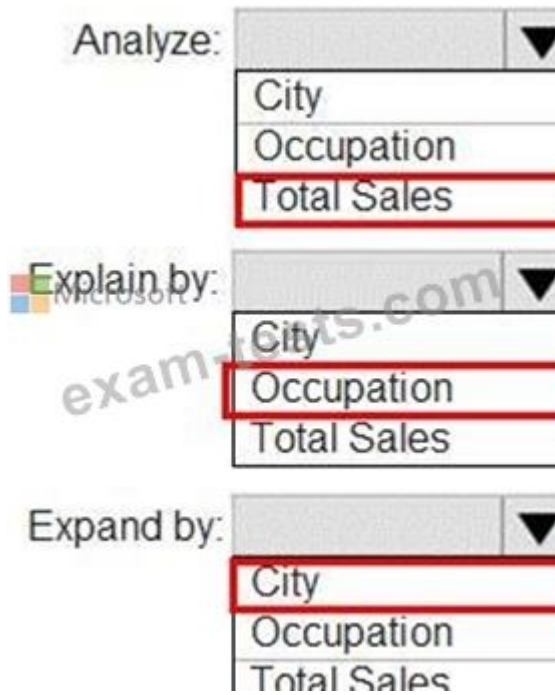 Analyze:
City
Occupation
Total Sales
Explain by:
Microsoft
City
exam-tests.com
Occupation
Total Sales
Expand by:
City
Occupation
Total Sales